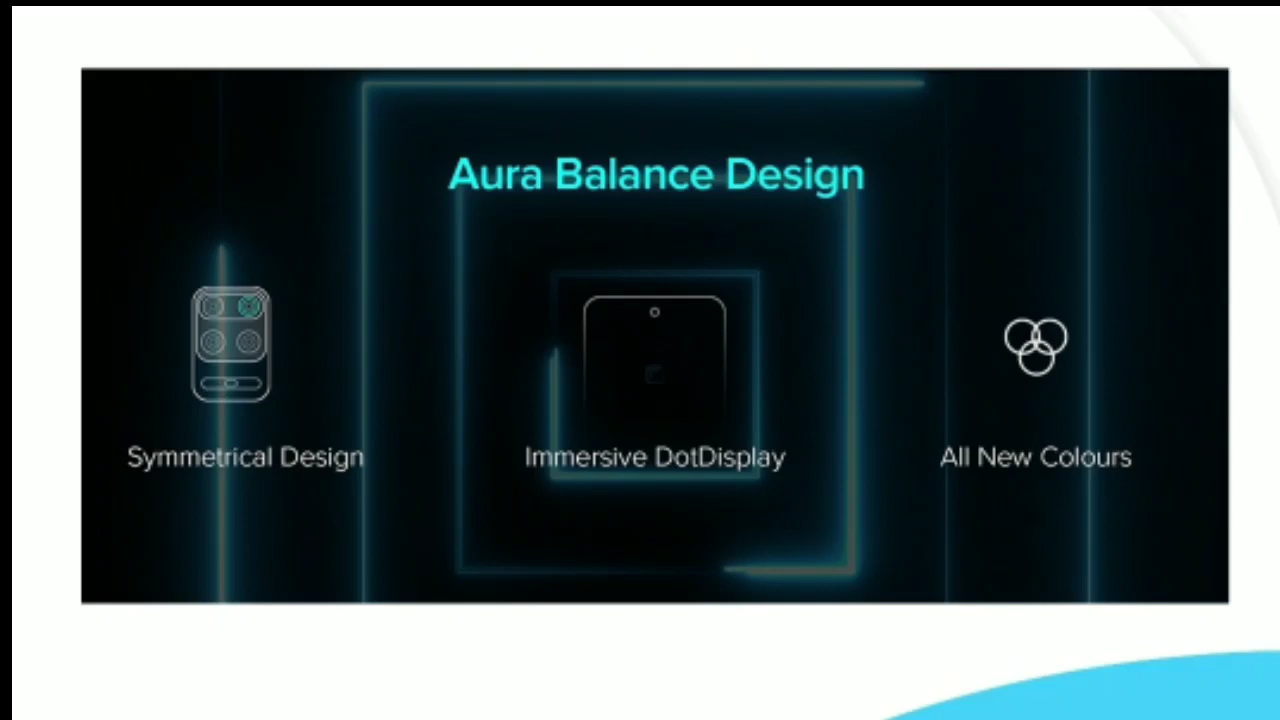 Aura Balance Design
Symmetrical Design
Immersive DotDisplay
All New Colours